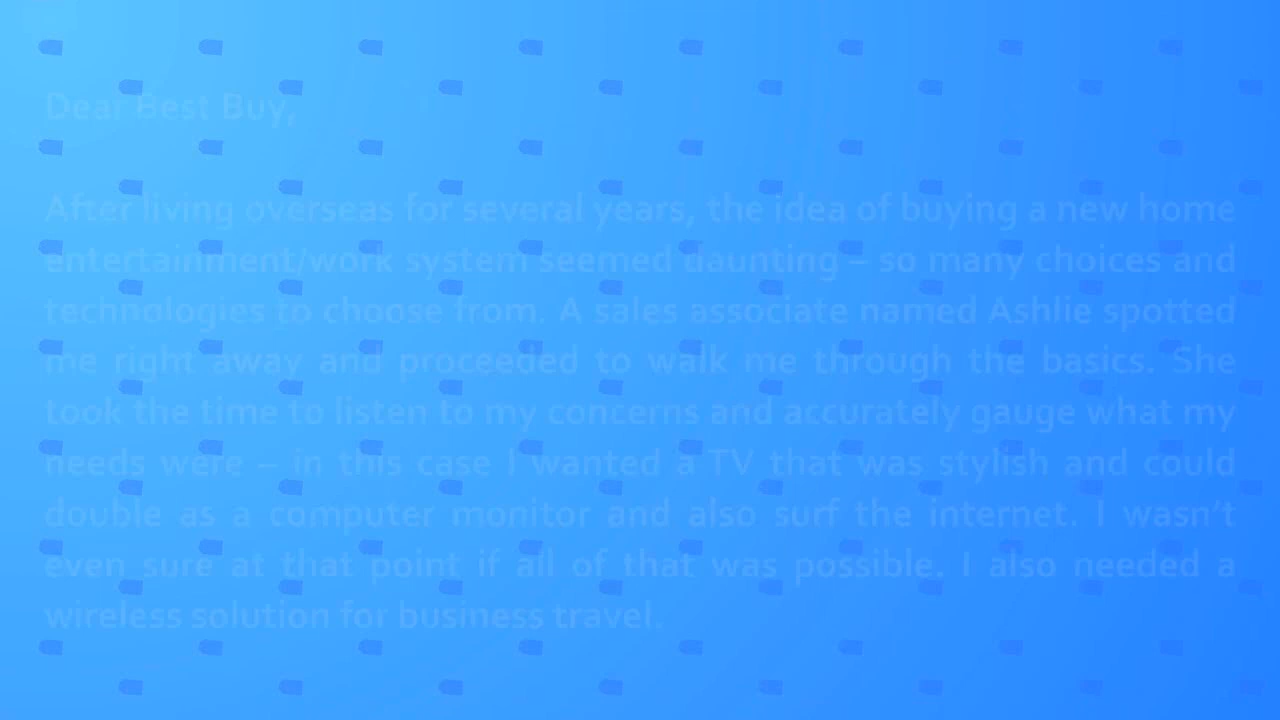 Dear Best Buy,
After living overseas for several years, the idea of buying a new home
entertainment/work system seemed daunting – so many choices and
technologies to choose from. A sales associate named Ashlie spotted
me right away and proceeded to walk me through the basics. She
took the time to listen to my concerns and accurately gauge what my
needs were – in this case I wanted a TV that was stylish and could
double as a computer monitor and also surf the internet. I wasn’t
even sure at that point if all of that was possible. I also needed a
wireless solution for business travel.